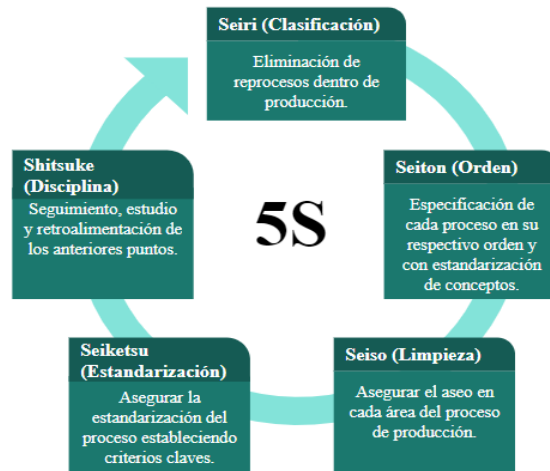 Seiri (Clasificación)
Eliminación de
reprocesos dentro de
producción.
Seiton (Orden)
Especificación de
cada proceso en su
respectivo orden y
con estandarización
de conceptos.
Seiso (Limpieza)
Asegurar el aseo en
cada área del proceso
de producción.
Seiketsu
(Estandarización)
Asegurar la
estandarización del
proceso estableciendo
criterios claves.
Shitsuke
(Disciplina)
Seguimiento, estudio
y retroalimentación de
los anteriores puntos.
5S